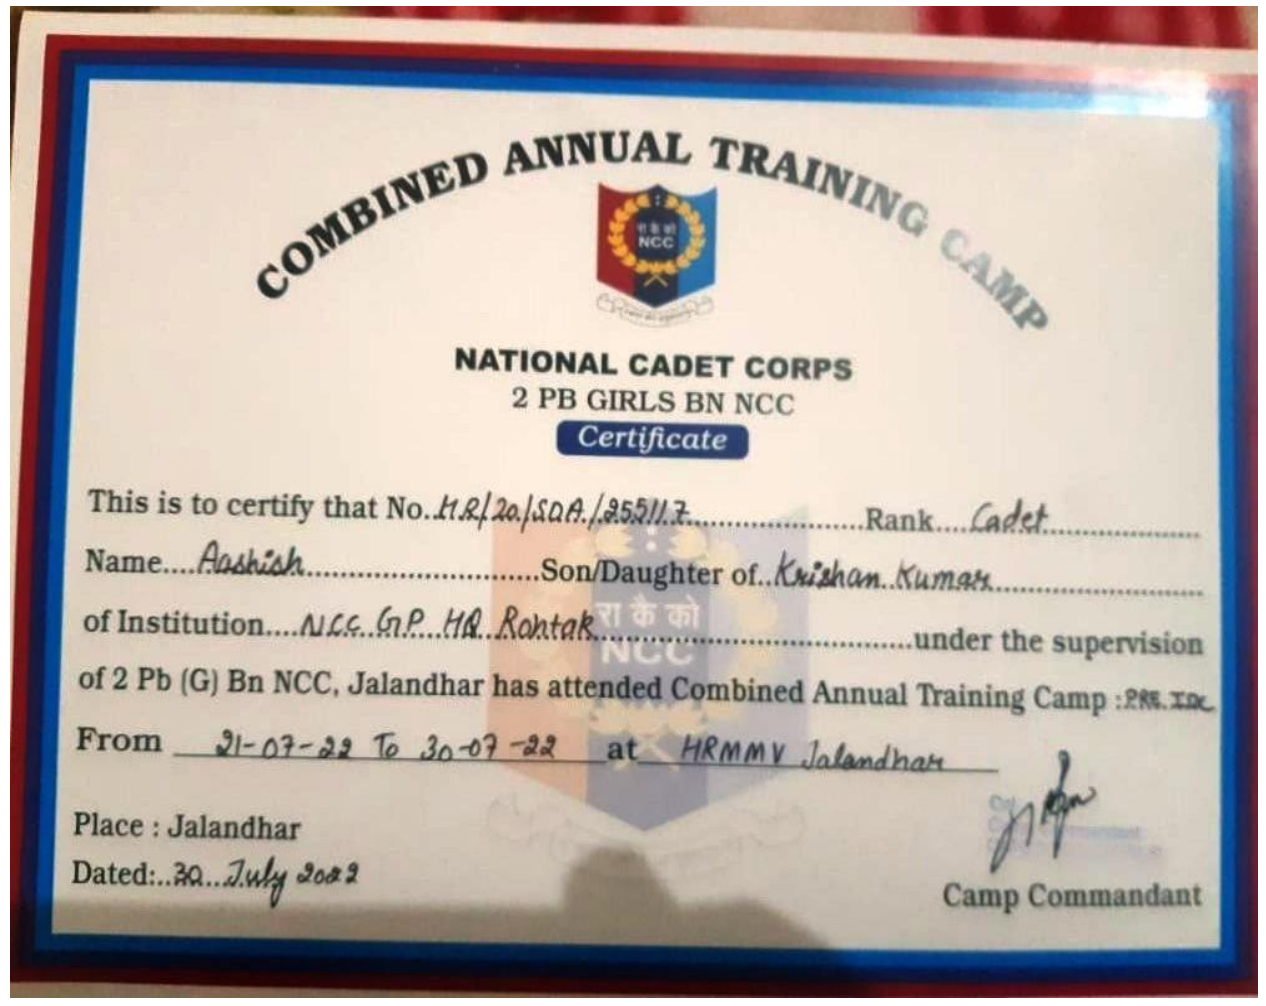 COMBINED ANNUAL TRAINING CAMP
रा कै को
NCC
NATIONAL CADET CORPS
2 PB GIRLS BN NCC
Certificate
This is to certify that No. HR/20/SDA/255117 Rank Cadet
Name Aashish Son/Daughter of Krishan Kumar
of Institution NCC GP HQ Rohtak under the supervision
रा कै को
NCC
of 2 Pb (G) Bn NCC, Jalandhar has attended Combined Annual Training Camp : PRE. IDC
From 21-07-22 To 30-07-22 at HRMMV Jalandhar
Place : Jalandhar
Dated: 30 July 2022
Camp Commandant